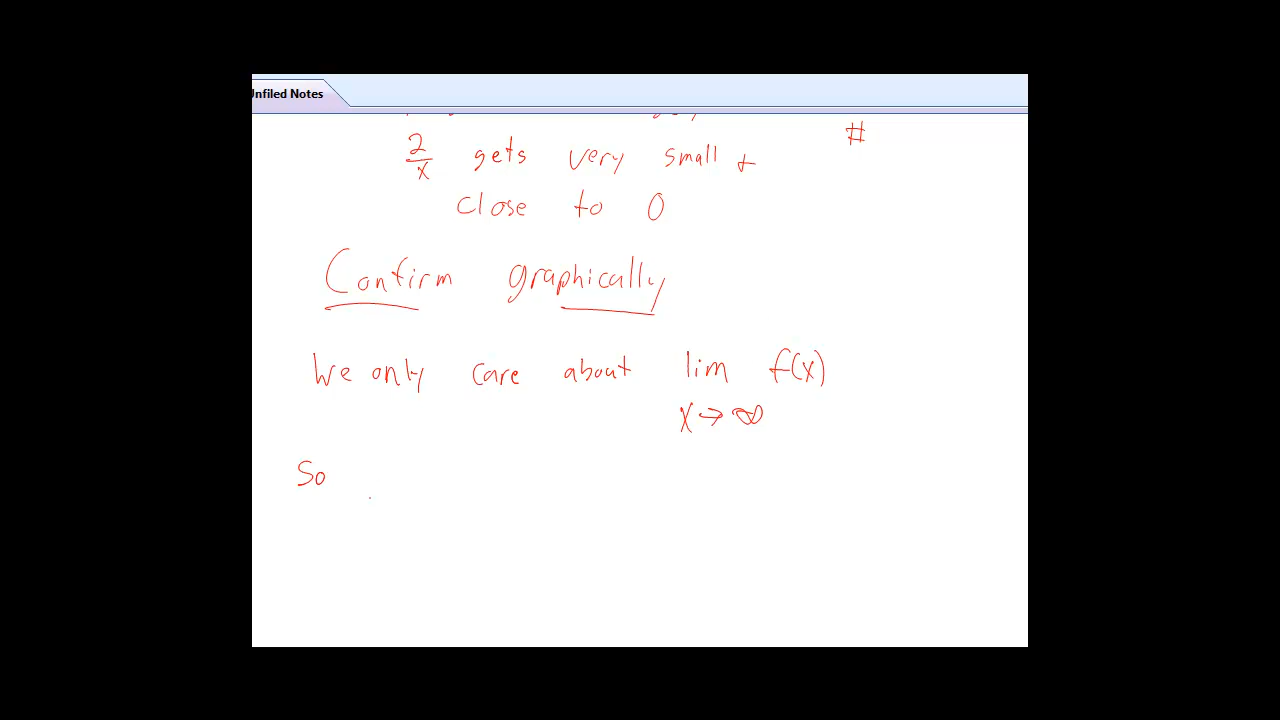 Unfiled Notes
#
2/x gets very small +
close to 0
Confirm graphically
We only care about lim f(x)
x → ∞
So